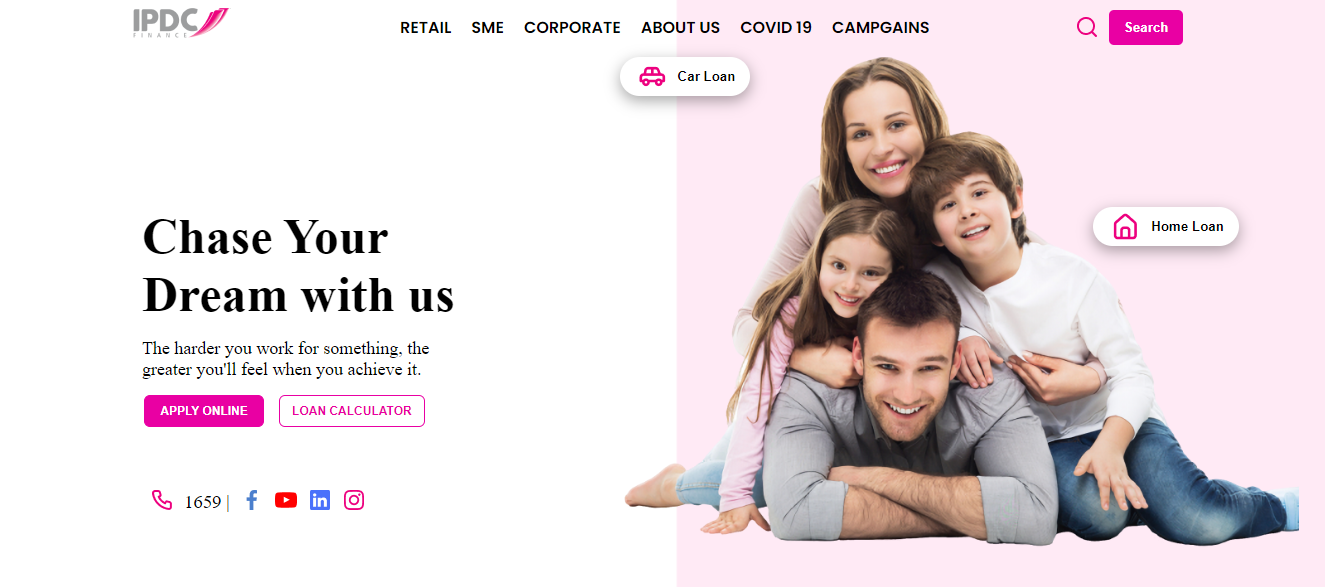 IPDC
FINANCE
RETAIL SME CORPORATE ABOUT US COVID 19 CAMPGAINS
Search
Car Loan
Home Loan
Chase Your
Dream with us
The harder you work for something, the
greater you'll feel when you achieve it.
APPLY ONLINE LOAN CALCULATOR
1659 |